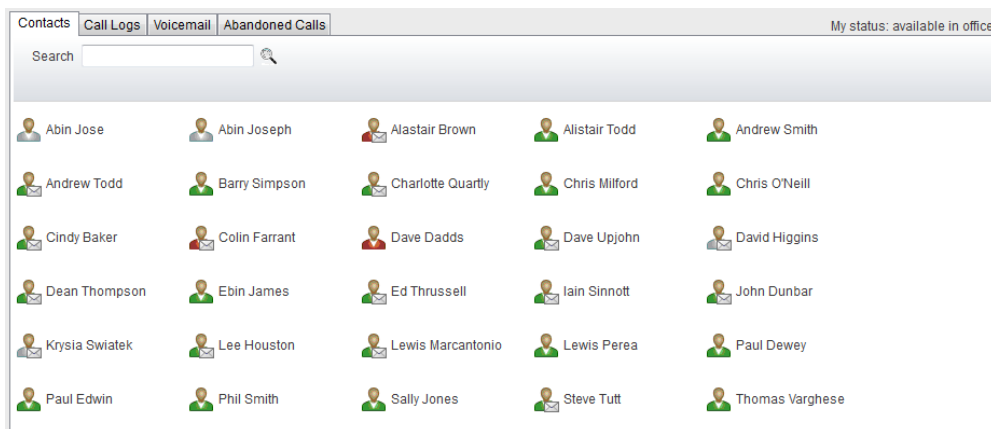 Contacts Call Logs Voicemail Abandoned Calls My status: available in office
Search
Abin Jose Abin Joseph Alastair Brown Alistair Todd Andrew Smith
Andrew Todd Barry Simpson Charlotte Quartly Chris Milford Chris O'Neill
Cindy Baker Colin Farrant Dave Dadds Dave Upjohn David Higgins
Dean Thompson Ebin James Ed Thrussell Iain Sinnott John Dunbar
Krysia Swiatek Lee Houston Lewis Marcantonio Lewis Perea Paul Dewey
Paul Edwin Phil Smith Sally Jones Steve Tutt Thomas Varghese